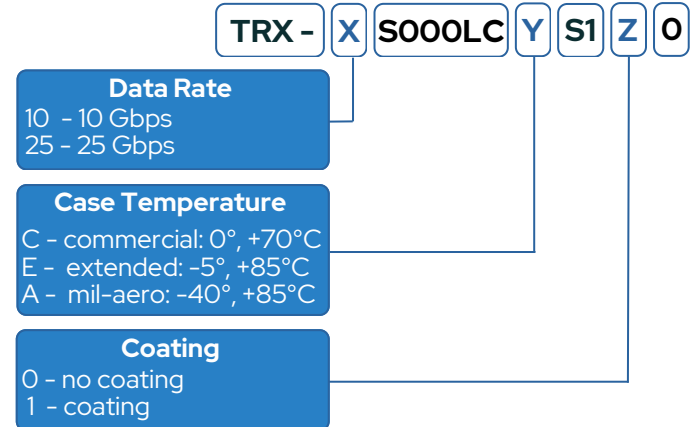 TRX - X S000LC Y S1 Z 0
Data Rate
10 - 10 Gbps
25 - 25 Gbps
Case Temperature
C - commercial: 0°, +70°C
E - extended: -5°, +85°C
A - mil-aero: -40°, +85°C
Coating
0 - no coating
1 - coating